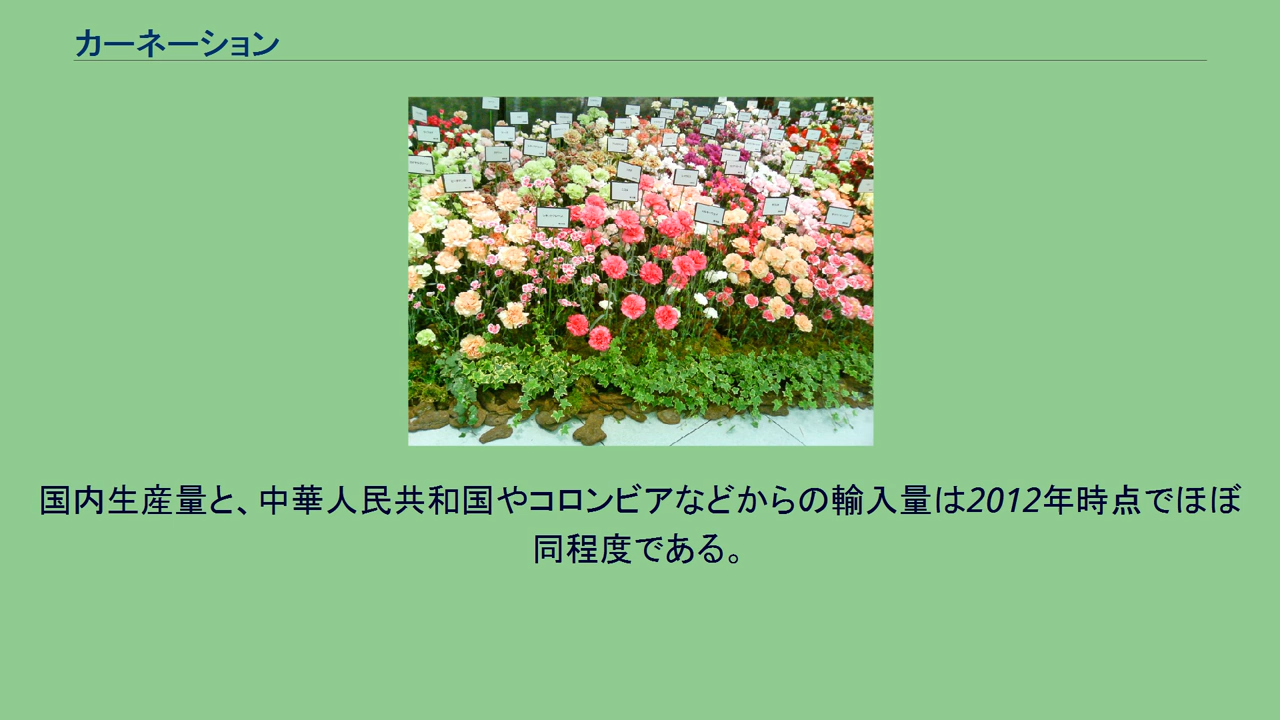 カーネーション
国内生産量と、中華人民共和国やコロンビアなどからの輸入量は2012年時点でほぼ
同程度である。